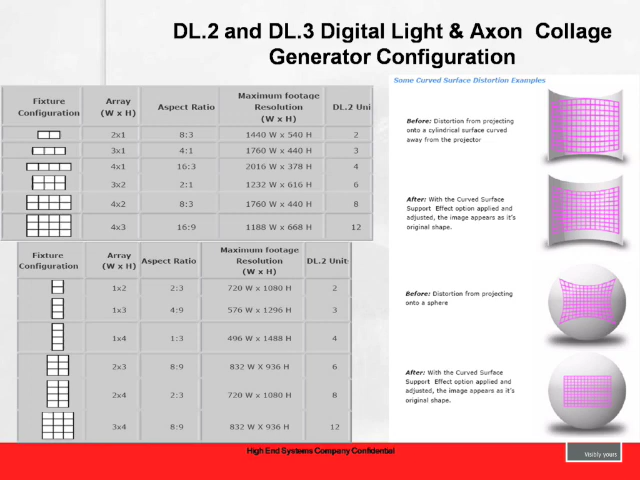 DL.2 and DL.3 Digital Light & Axon Collage
Generator Configuration
Fixture Configuration Array (W x H) Aspect Ratio Maximum footage Resolution (W x H) DL.2 Uni
2x1 8:3 1440 W x 540 H 2
3x1 4:1 1760 W x 440 H 3
4x1 16:3 2016 W x 378 H 4
3x2 2:1 1232 W x 616 H 6
4x2 8:3 1760 W x 440 H 8
4x3 16:9 1188 W x 668 H 12
Fixture Configuration Array (W x H) Aspect Ratio Maximum footage Resolution (W x H) DL.2 Unit
1x2 2:3 720 W x 1080 H 2
1x3 4:9 576 W x 1296 H 3
1x4 1:3 496 W x 1488 H 4
2x3 8:9 832 W X 936 H 6
2x4 2:3 720 W x 1080 H 8
3x4 8:9 832 W X 936 H 12
Some Curved Surface Distortion Examples
Before: Distortion from projecting
onto a cylindrical surface curved
away from the projector
After: With the Curved Surface
Support Effect option applied and
adjusted, the image appears as it's
original shape.
Before: Distortion from projecting
onto a sphere
After: With the Curved Surface
Support Effect option applied and
adjusted, the image appears as it's
original shape.
High End Systems Company Confidential
Visibly yours